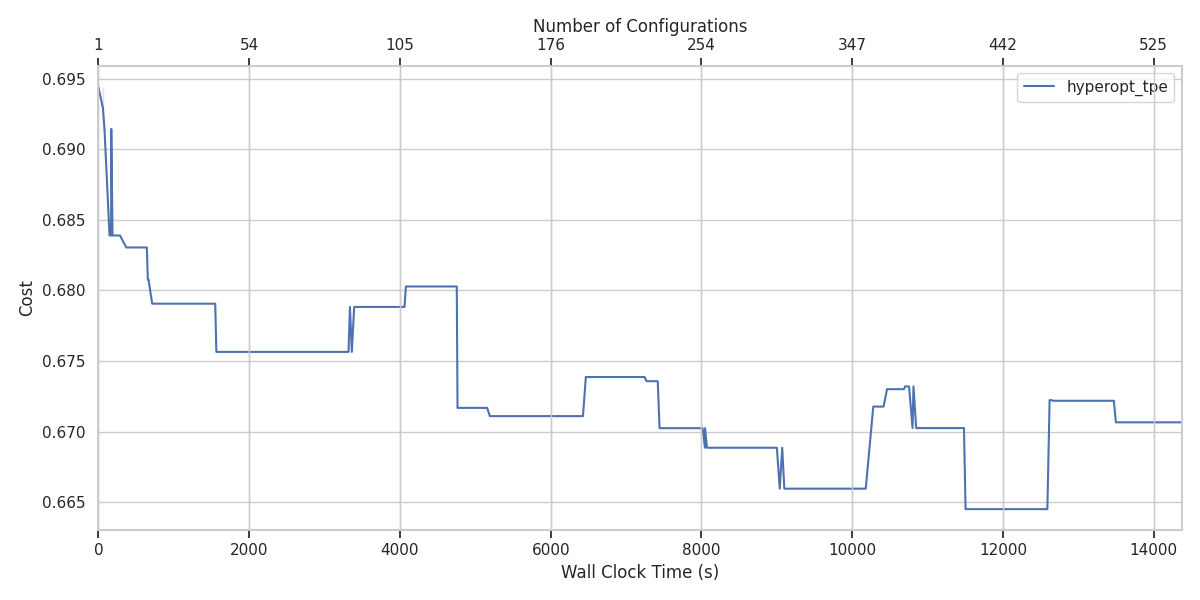 Number of Configurations
1 54 105 176 254 347 442 525
hyperopt_tpe
0.695
0.690
0.685
0.680
0.675
0.670
0.665
Cost
0 2000 4000 6000 8000 10000 12000 14000
Wall Clock Time (s)